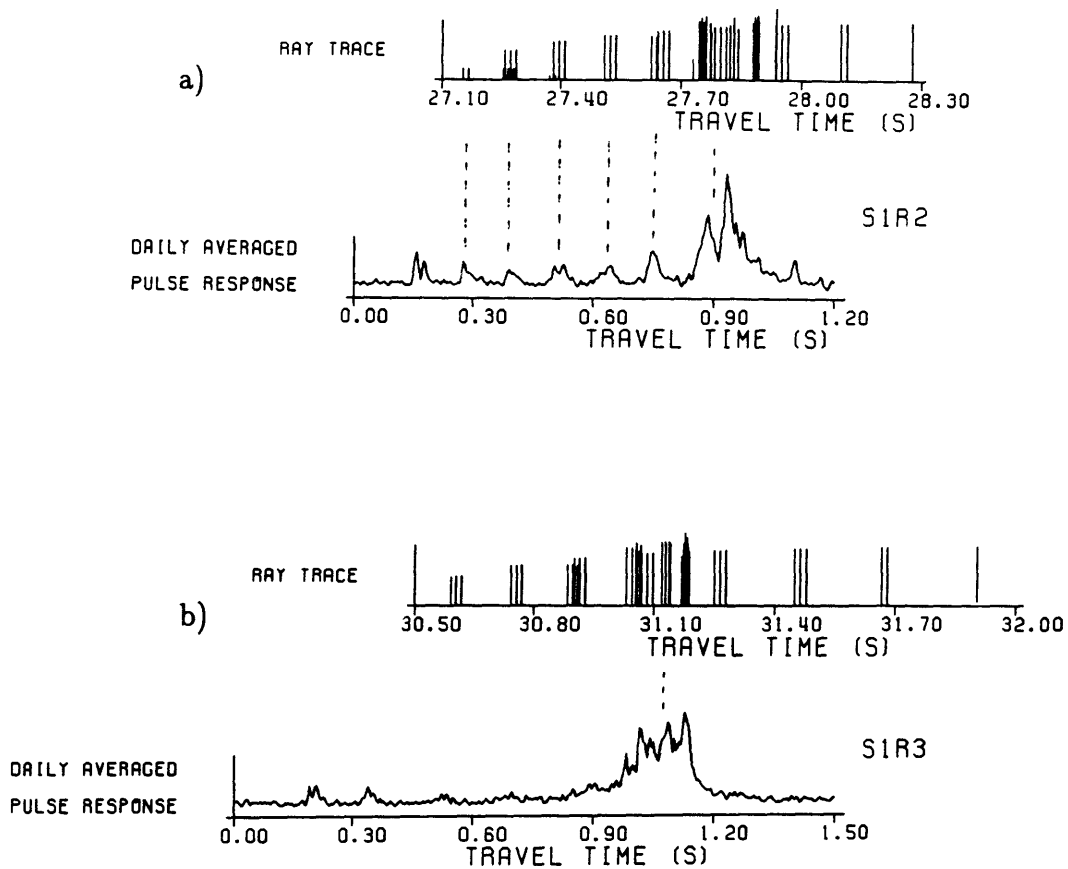 RAY TRACE
a)
27.10 27.40 27.70 28.00 28.30
TRAVEL TIME (S)
S1R2
DAILY AVERAGED
PULSE RESPONSE
0.00 0.30 0.60 0.90 1.20
TRAVEL TIME (S)
RAY TRACE
b)
30.50 30.80 31.10 31.40 31.70 32.00
TRAVEL TIME (S)
S1R3
DAILY AVERAGED
PULSE RESPONSE
0.00 0.30 0.60 0.90 1.20 1.50
TRAVEL TIME (S)